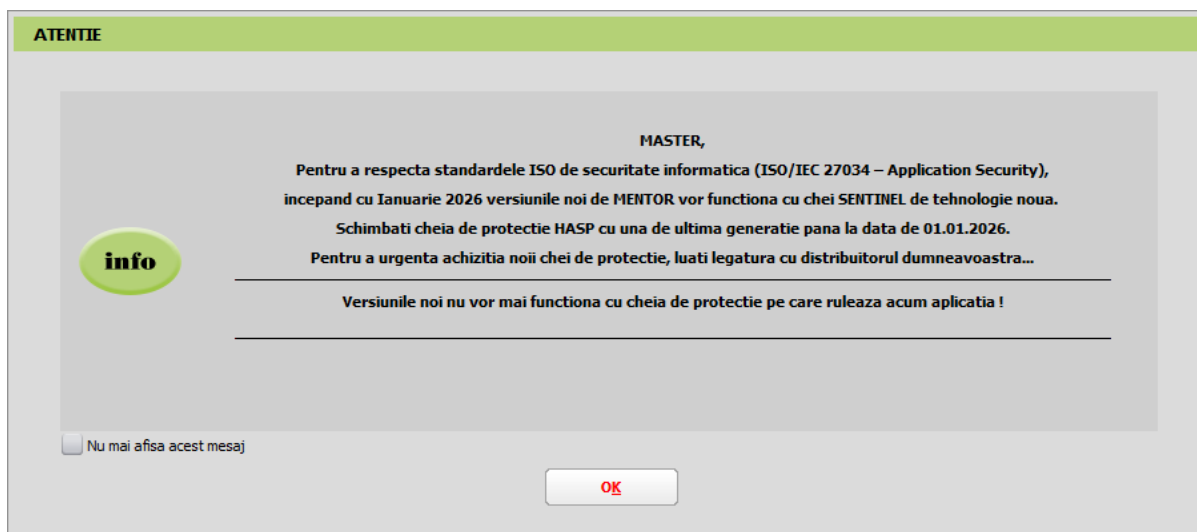 ATENTIE
MASTER,
Pentru a respecta standardele ISO de securitate informatica (ISO/IEC 27034 – Application Security),
incepand cu Ianuarie 2026 versiunile noi de MENTOR vor functiona cu chei SENTINEL de tehnologie noua.
Schimbati cheia de protectie HASP cu una de ultima generatie pana la data de 01.01.2026.
info
Pentru a urgenta achizitia noii chei de protectie, luati legatura cu distribuitorul dumneavoastra...
Versiunile noi nu vor mai functiona cu cheia de protectie pe care ruleaza acum aplicatia !
Nu mai afisa acest mesaj
OK